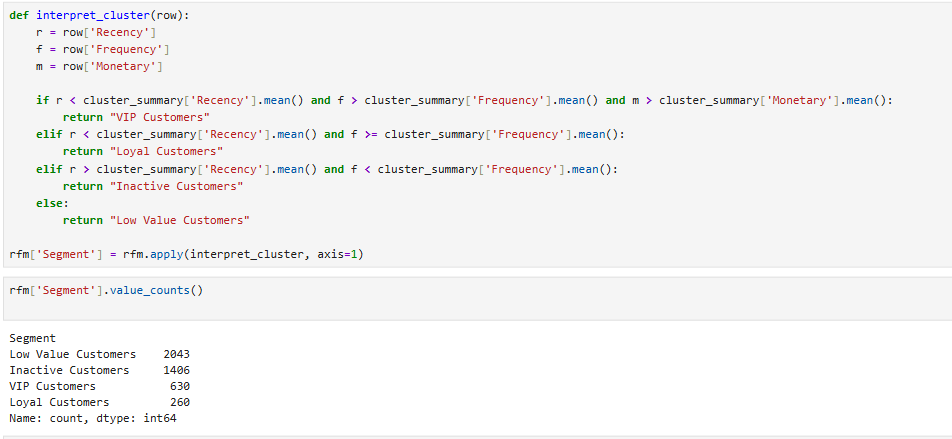 def interpret_cluster(row):
    r = row['Recency']
    f = row['Frequency']
    m = row['Monetary']
    if r < cluster_summary['Recency'].mean() and f > cluster_summary['Frequency'].mean() and m > cluster_summary['Monetary'].mean():
        return "VIP Customers"
    elif r < cluster_summary['Recency'].mean() and f >= cluster_summary['Frequency'].mean():
        return "Loyal Customers"
    elif r > cluster_summary['Recency'].mean() and f < cluster_summary['Frequency'].mean():
        return "Inactive Customers"
    else:
        return "Low Value Customers"
rfm['Segment'] = rfm.apply(interpret_cluster, axis=1)
rfm['Segment'].value_counts()
Segment
Low Value Customers    2043
Inactive Customers     1406
VIP Customers           630
Loyal Customers         260
Name: count, dtype: int64